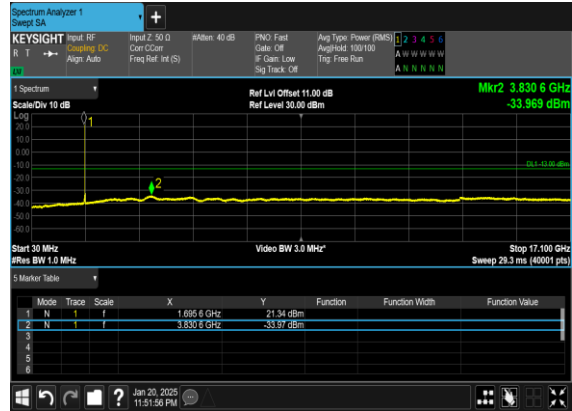 Spectrum Analyzer 1
Swept SA
+
KEYSIGHT Input: RF Input Z: 50 Ω #Atten: 40 dB PNO: Fast Avg Type: Power (RMS) 1 2 3 4 5 6
R T Coupling: DC Corr CCorr Gate: Off Avg|Hold: 100/100 A W W W W W
Align: Auto Freq Ref: Int (S) IF Gain: Low Trig: Free Run
Sig Track: Off A N N N N N
1 Spectrum Ref Lvl Offset 11.00 dB Mkr2 3.830 6 GHz
Scale/Div 10 dB Ref Level 30.00 dBm -33.969 dBm
Log
1
20.0
10.0
0.00
-10.0 DL1 -13.00 dBm
-20.0
-30.0 2
-40.0
-50.0
-60.0
Start 30 MHz Video BW 3.0 MHz* Stop 17.100 GHz
#Res BW 1.0 MHz Sweep 29.3 ms (40001 pts)
5 Marker Table
Mode Trace Scale X Y Function Function Width Function Value
1 N 1 f 1.695 6 GHz 21.34 dBm
2 N 1 f 3.830 6 GHz -33.97 dBm
3
4
5
6
? Jan 20, 2025
11:51:56 PM